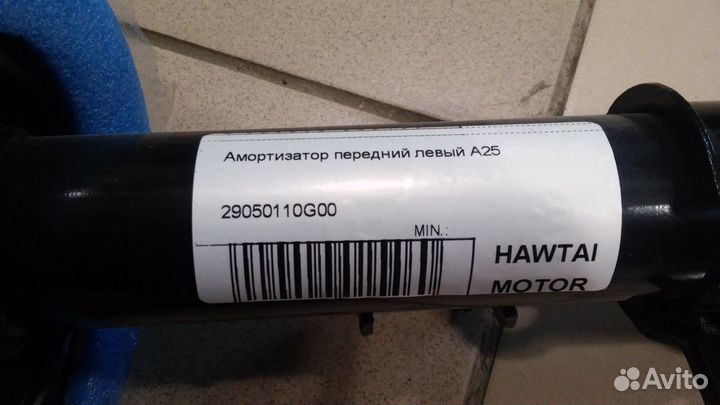 Амортизатор передний левый А25
29050110G00
MIN.:
HAWTAI
MOTOR
Avito